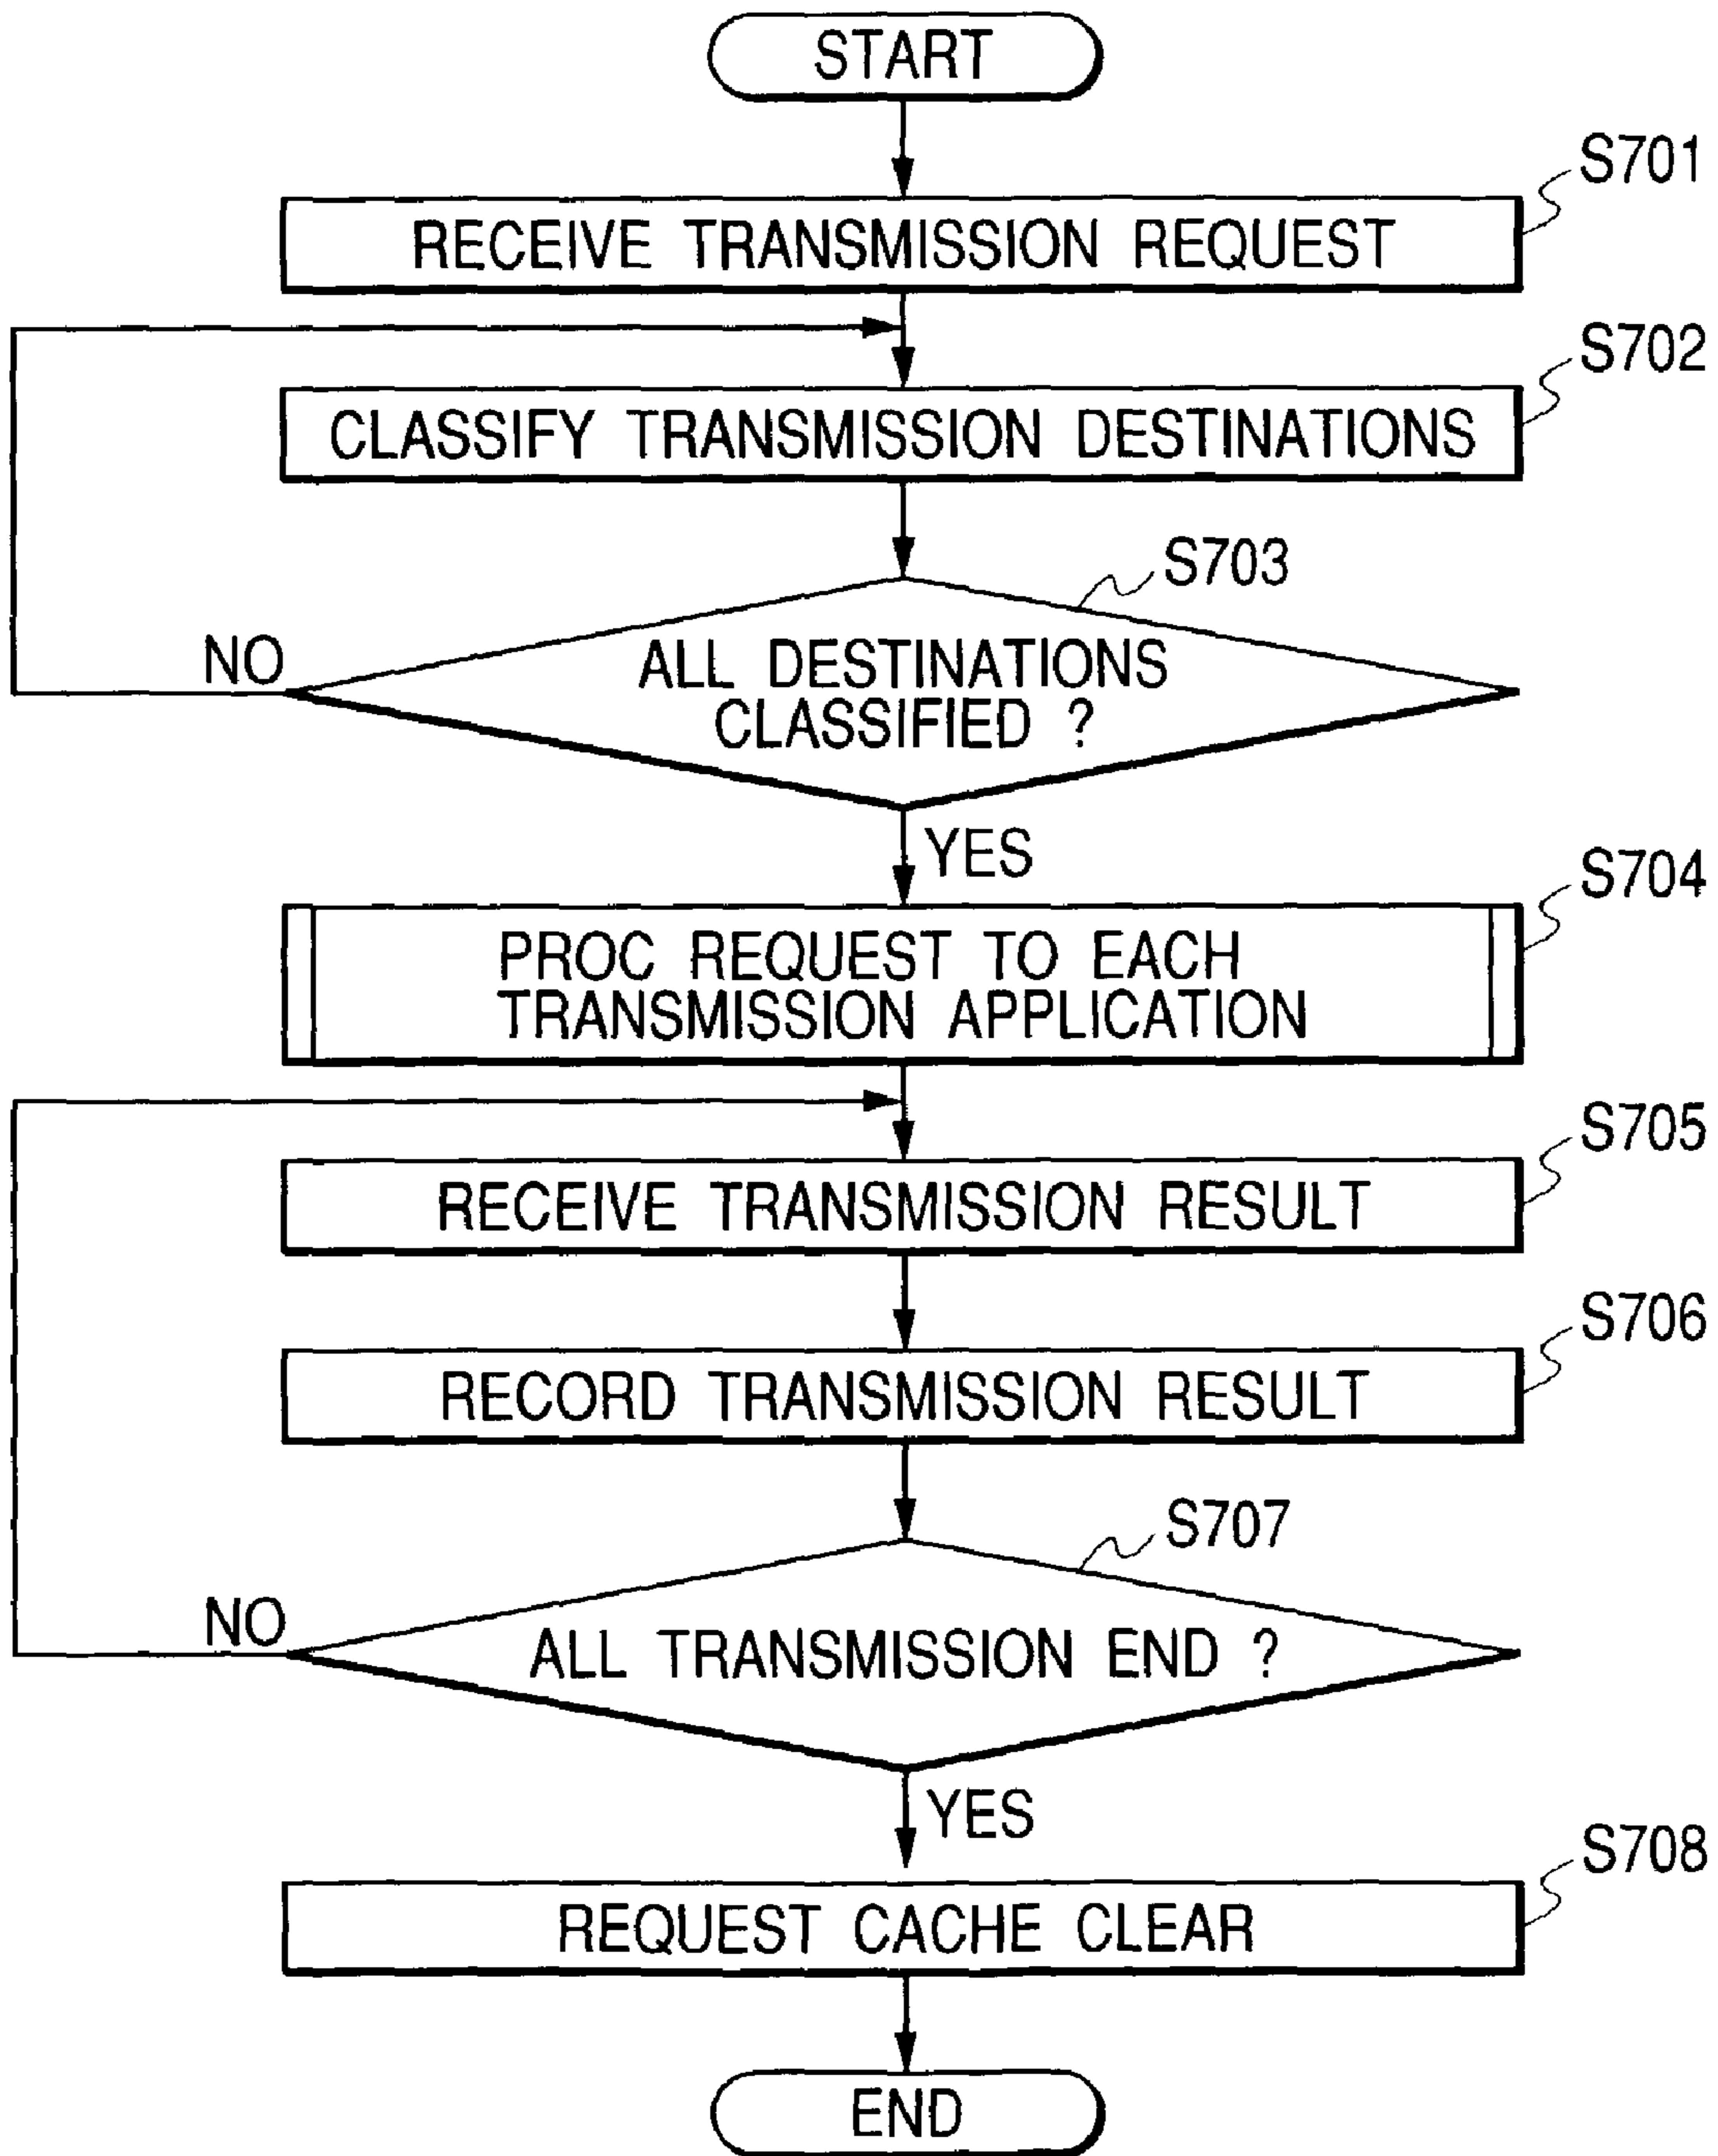 START
S701
RECEIVE TRANSMISSION REQUEST
S702
CLASSIFY TRANSMISSION DESTINATIONS
S703
NO
ALL DESTINATIONS
CLASSIFIED ?
YES
S704
PROC REQUEST TO EACH
TRANSMISSION APPLICATION
S705
RECEIVE TRANSMISSION RESULT
S706
RECORD TRANSMISSION RESULT
S707
NO
ALL TRANSMISSION END ?
YES
S708
REQUEST CACHE CLEAR
END